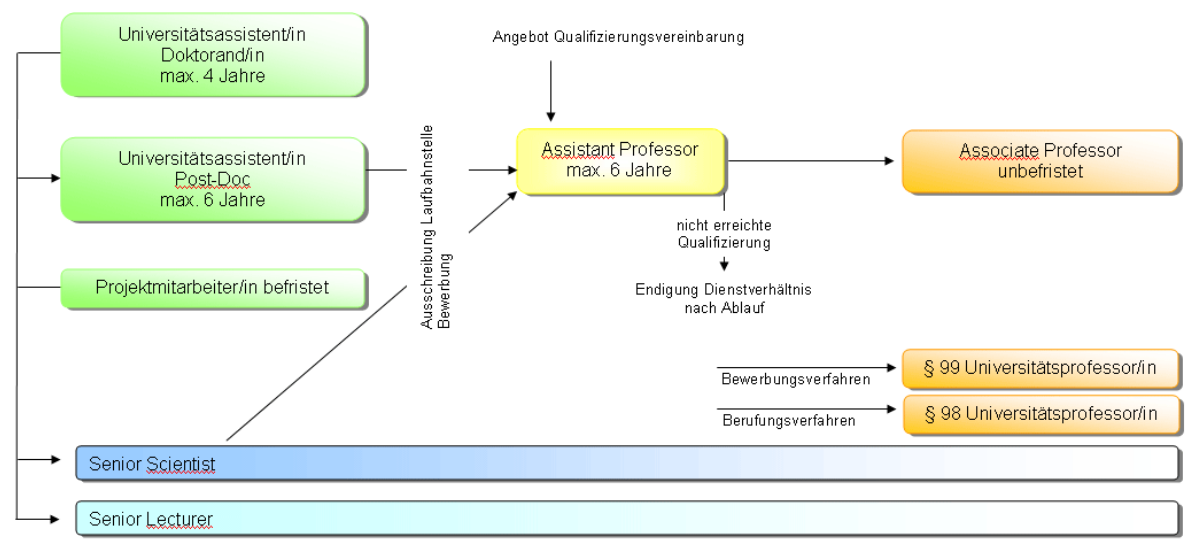 Universitätsassistent/in
Doktorand/in
max. 4 Jahre
Angebot Qualifizierungsvereinbarung
Universitätsassistent/in
Post-Doc
max. 6 Jahre
Ausschreibung Laufbahnstelle
Bewerbung
Assistant Professor
max. 6 Jahre
Associate Professor
unbefristet
nicht erreichte
Qualifizierung
Projektmitarbeiter/in befristet
Endigung Dienstverhältnis
nach Ablauf
Bewerbungsverfahren
§ 99 Universitätsprofessor/in
Berufungsverfahren
§ 98 Universitätsprofessor/in
Senior Scientist
Senior Lecturer